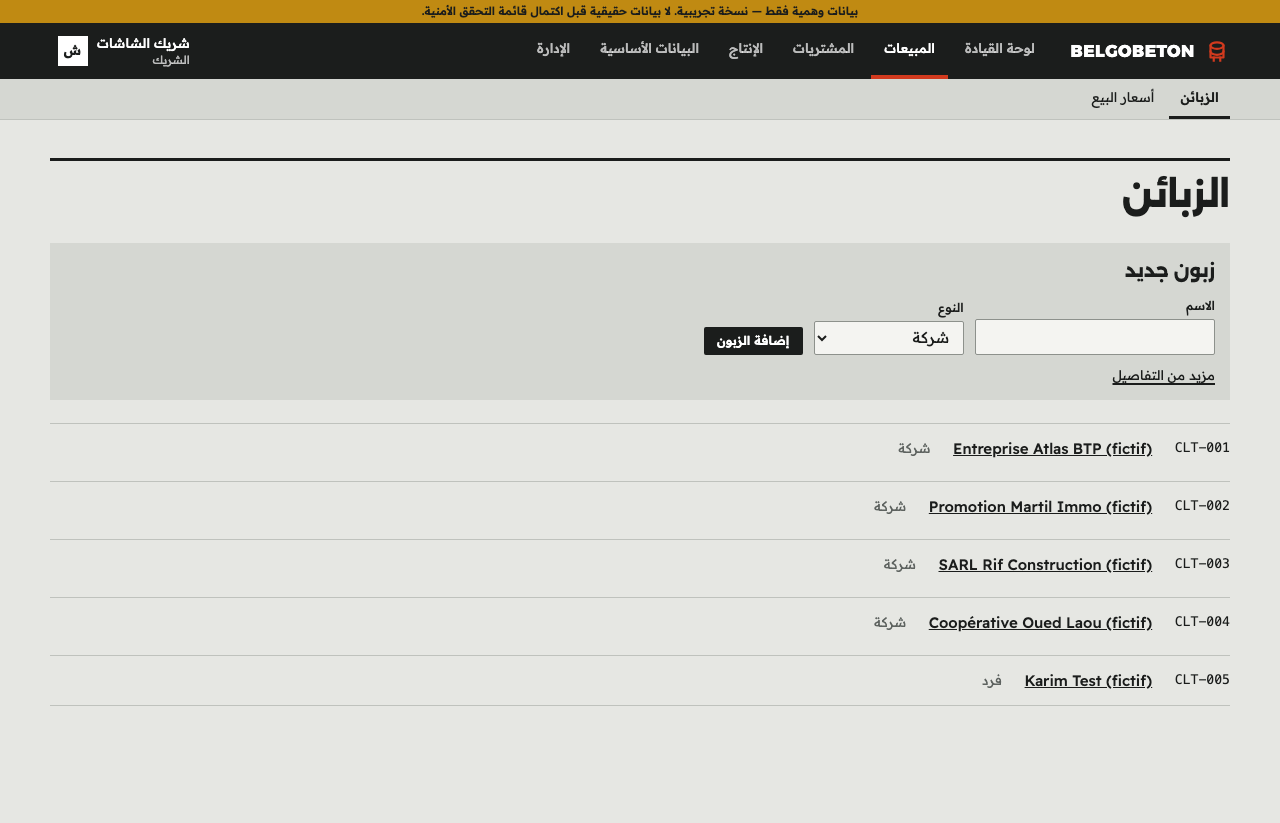 بيانات وهمية فقط — نسخة تجريبية. لا بيانات حقيقية قبل اكتمال قائمة التحقق الأمنية.
BELGOBETON
لوحة القيادة
المبيعات
المشتريات
الإنتاج
البيانات الأساسية
الإدارة
شريك الشاشات
الشريك
ش
الزبائن
أسعار البيع
الزبائن
زبون جديد
الاسم
النوع
شركة
إضافة الزبون
مزيد من التفاصيل
CLT-001 Entreprise Atlas BTP (fictif) شركة
CLT-002 Promotion Martil Immo (fictif) شركة
CLT-003 SARL Rif Construction (fictif) شركة
CLT-004 Coopérative Oued Laou (fictif) شركة
CLT-005 Karim Test (fictif) فرد